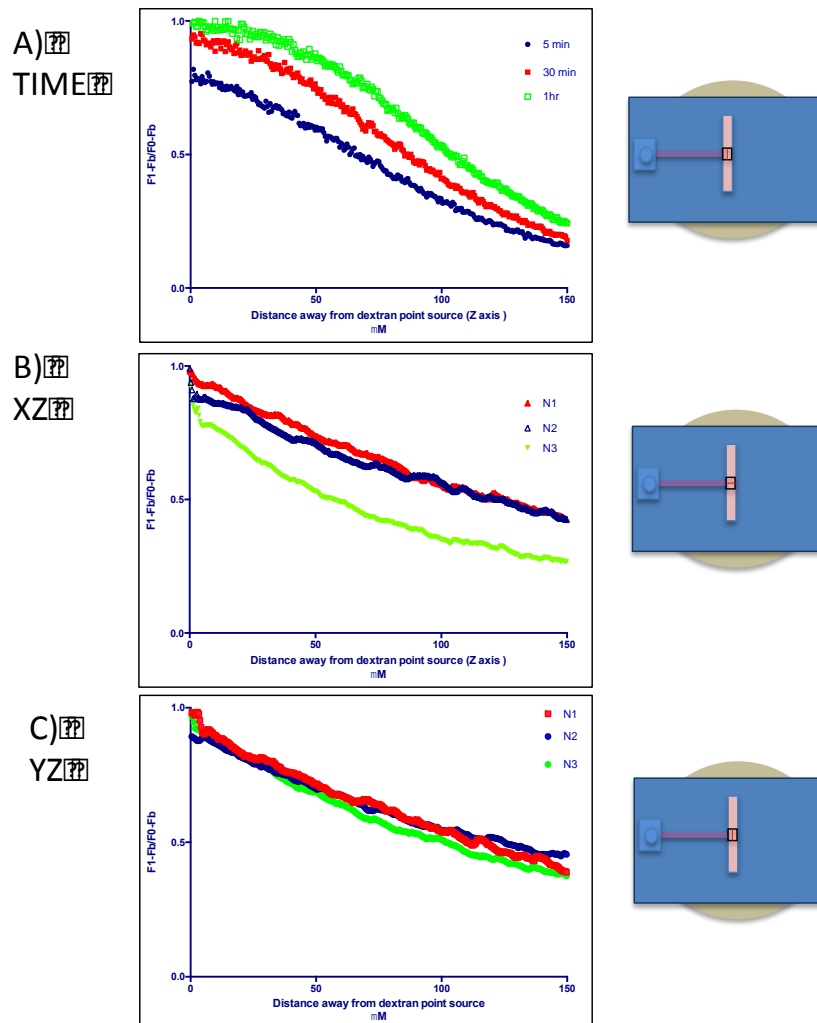 A)⍰
TIME⍰
1.0
0.5
0.0
F1-Fb/F0-Fb
5 min
30 min
1hr
0
50
100
150
Distance away from dextran point source (Z axis )
mM
B)⍰
XZ⍰
1.0
0.5
0.0
F1-Fb/F0-Fb
N1
N2
N3
0
50
100
150
Distance away from dextran point source (Z axis )
mM
C)⍰
YZ⍰
1.0
0.5
0.0
F1-Fb/F0-Fb
N1
N2
N3
0
50
100
150
Distance away from dextran point source
mM